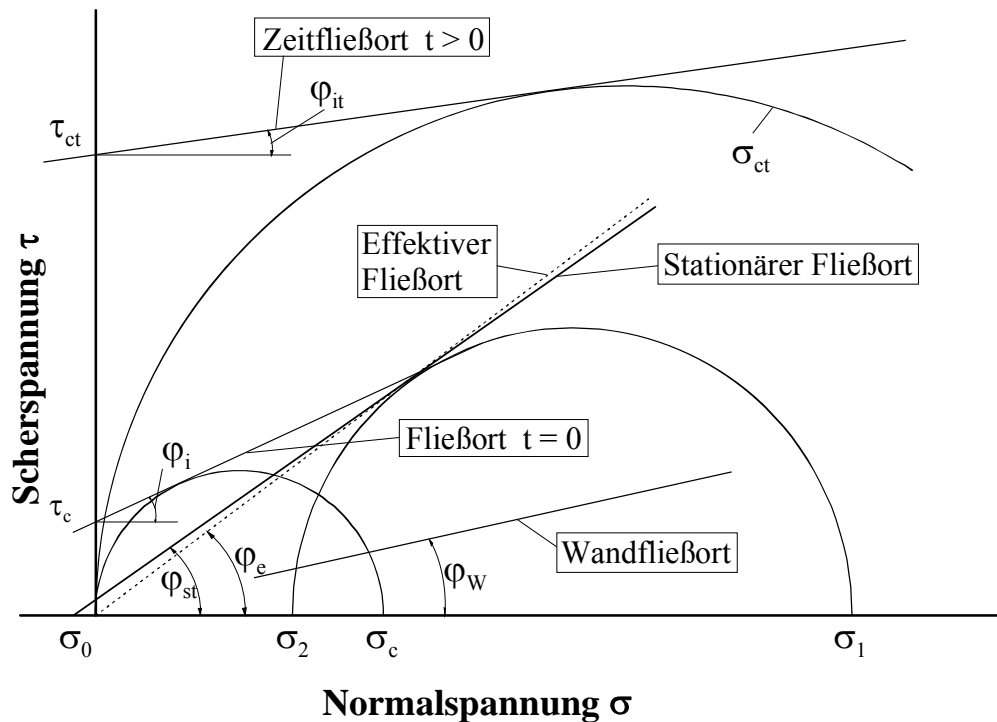 Zeitfließort t > 0
φit
τct
σct
Effektiver
Fließort
Stationärer Fließort
Scherspannung τ
Fließort t = 0
φi
τc
Wandfließort
φe
φst
φW
σ0
σ2
σc
σ1
Normalspannung σ